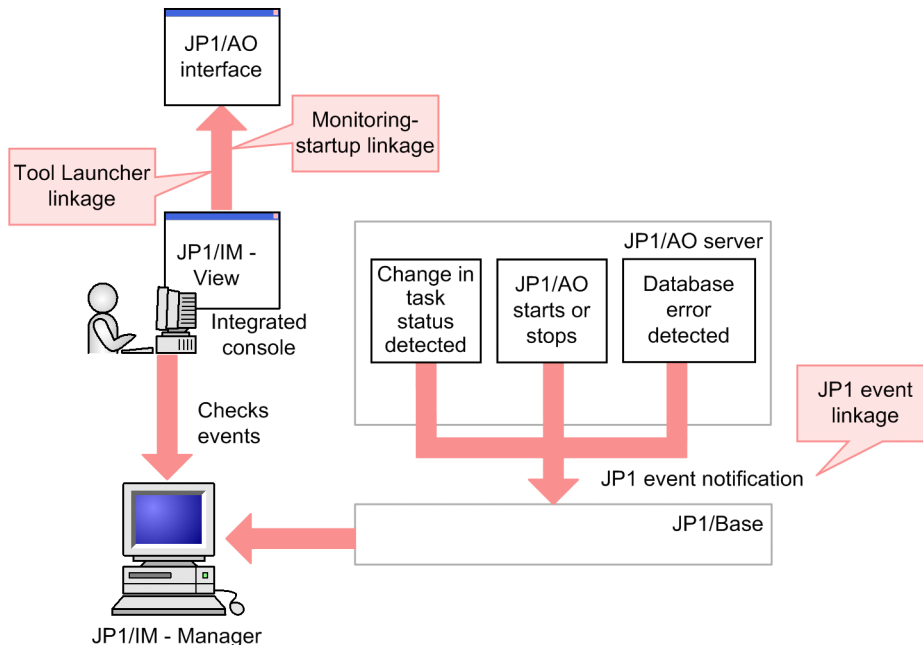 JP1/AO
interface
Monitoring-
startup linkage
Tool Launcher
linkage
JP1/IM -
View
Integrated
console
JP1/AO server
Change in
task
status
detected
JP1/AO
starts or
stops
Database
error
detected
JP1 event
linkage
Checks
events
JP1 event notification
JP1/Base
JP1/IM - Manager